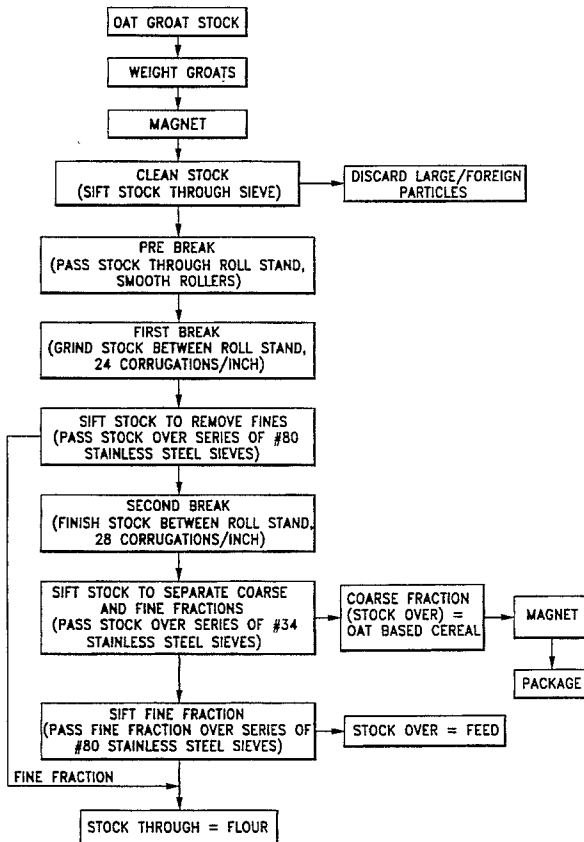 OAT GROAT STOCK
WEIGHT GROATS
MAGNET
CLEAN STOCK
(SIFT STOCK THROUGH SIEVE)
DISCARD LARGE/FOREIGN
PARTICLES
PRE BREAK
(PASS STOCK THROUGH ROLL STAND,
SMOOTH ROLLERS)
FIRST BREAK
(GRIND STOCK BETWEEN ROLL STAND,
24 CORRUGATIONS/INCH)
SIFT STOCK TO REMOVE FINES
(PASS STOCK OVER SERIES OF #80
STAINLESS STEEL SIEVES)
SECOND BREAK
(FINISH STOCK BETWEEN ROLL STAND,
28 CORRUGATIONS/INCH)
SIFT STOCK TO SEPARATE COARSE
AND FINE FRACTIONS
(PASS STOCK OVER SERIES OF #34
STAINLESS STEEL SIEVES)
COARSE FRACTION
(STOCK OVER) =
OAT BASED CEREAL
MAGNET
PACKAGE
SIFT FINE FRACTION
(PASS FINE FRACTION OVER SERIES OF
#80 STAINLESS STEEL SIEVES)
STOCK OVER = FEED
FINE FRACTION
STOCK THROUGH = FLOUR